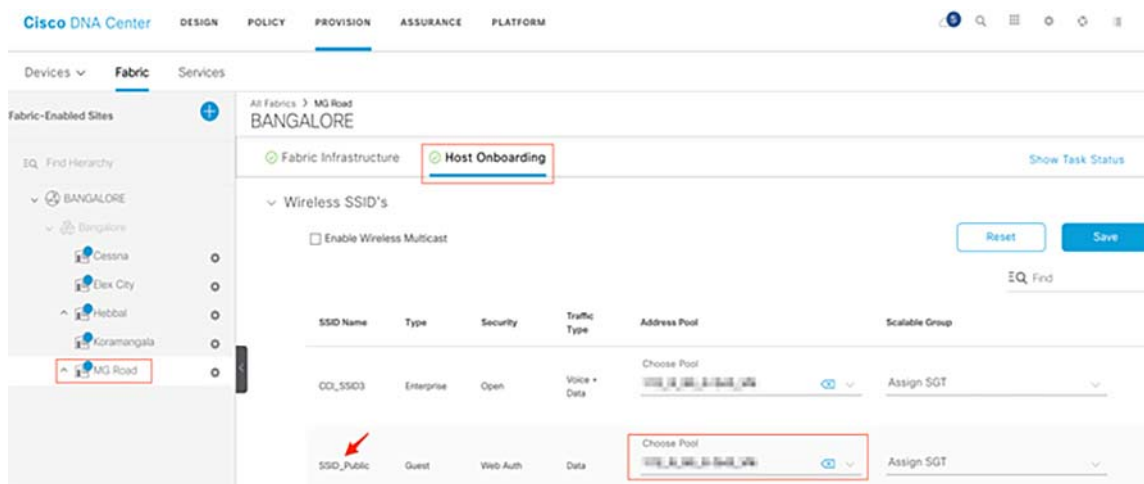 Cisco DNA Center DESIGN POLICY PROVISION ASSURANCE PLATFORM 5
Devices Fabric Services
Fabric-Enabled Sites
All Fabrics > MG Road
BANGALORE
Find Hierarchy
Fabric Infrastructure Host Onboarding Show Task Status
BANGALORE
Wireless SSID's
Bangalore
Enable Wireless Multicast Reset Save
Cessna
Find
Elex City
Hebbal
SSID Name Type Security Traffic Type Address Pool Scalable Group
Koramangala
MG Road
Choose Pool
CCI_SSID3 Enterprise Open Voice + Data Assign SGT
Choose Pool
SSID_Public Guest Web Auth Data Assign SGT